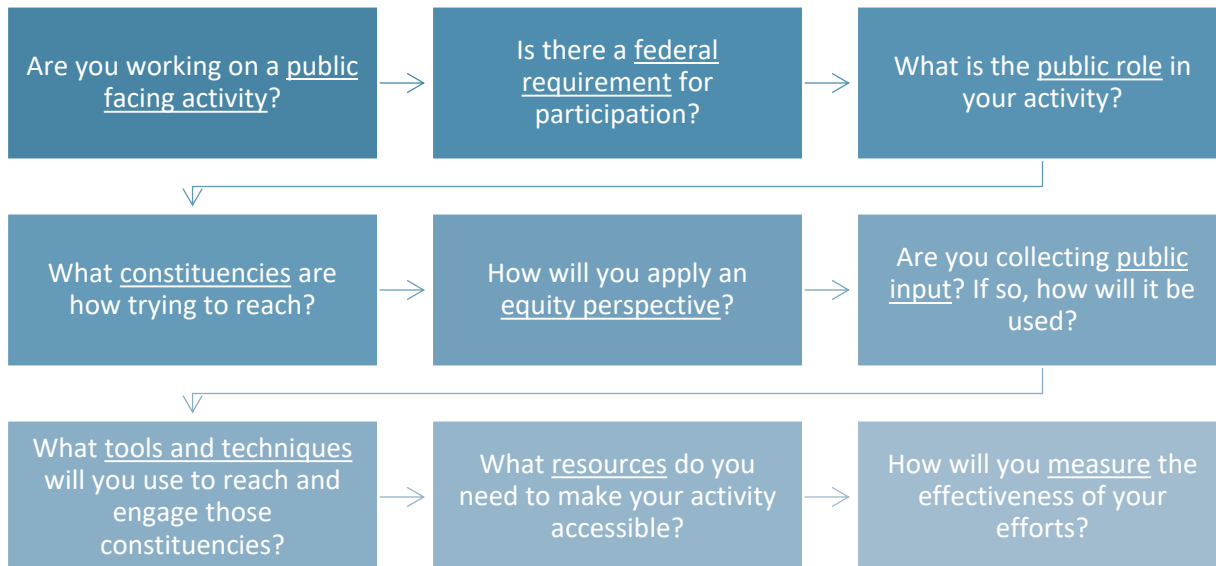 Are you working on a public
facing activity?
Is there a federal
requirement for
participation?
What is the public role in
your activity?
What constituencies are
how trying to reach?
How will you apply an
equity perspective?
Are you collecting public
input? If so, how will it be
used?
What tools and techniques
will you use to reach and
engage those
constituencies?
What resources do you
need to make your activity
accessible?
How will you measure the
effectiveness of your
efforts?